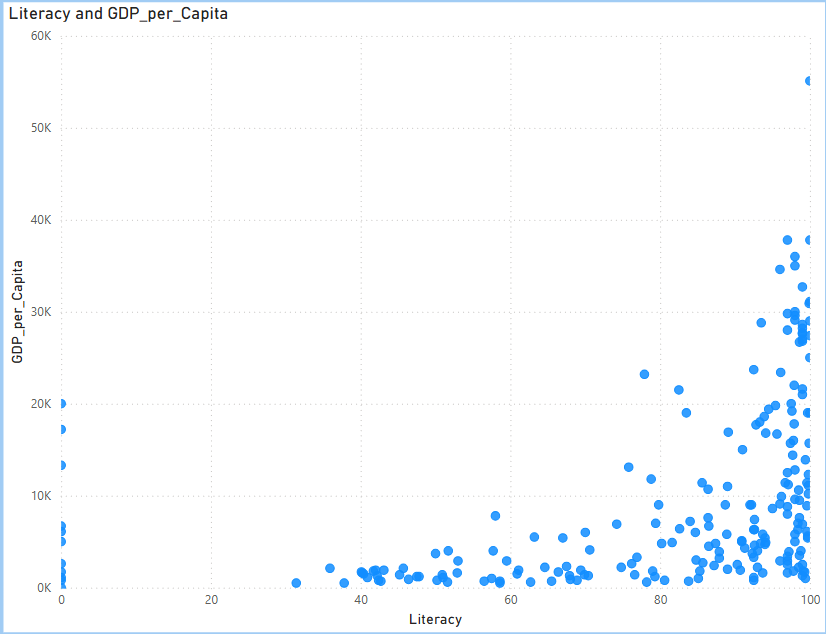 Literacy and GDP_per_Capita
60K
50K
40K
30K
20K
10K
0K
GDP_per_Capita
0 20 40 60 80 100
Literacy